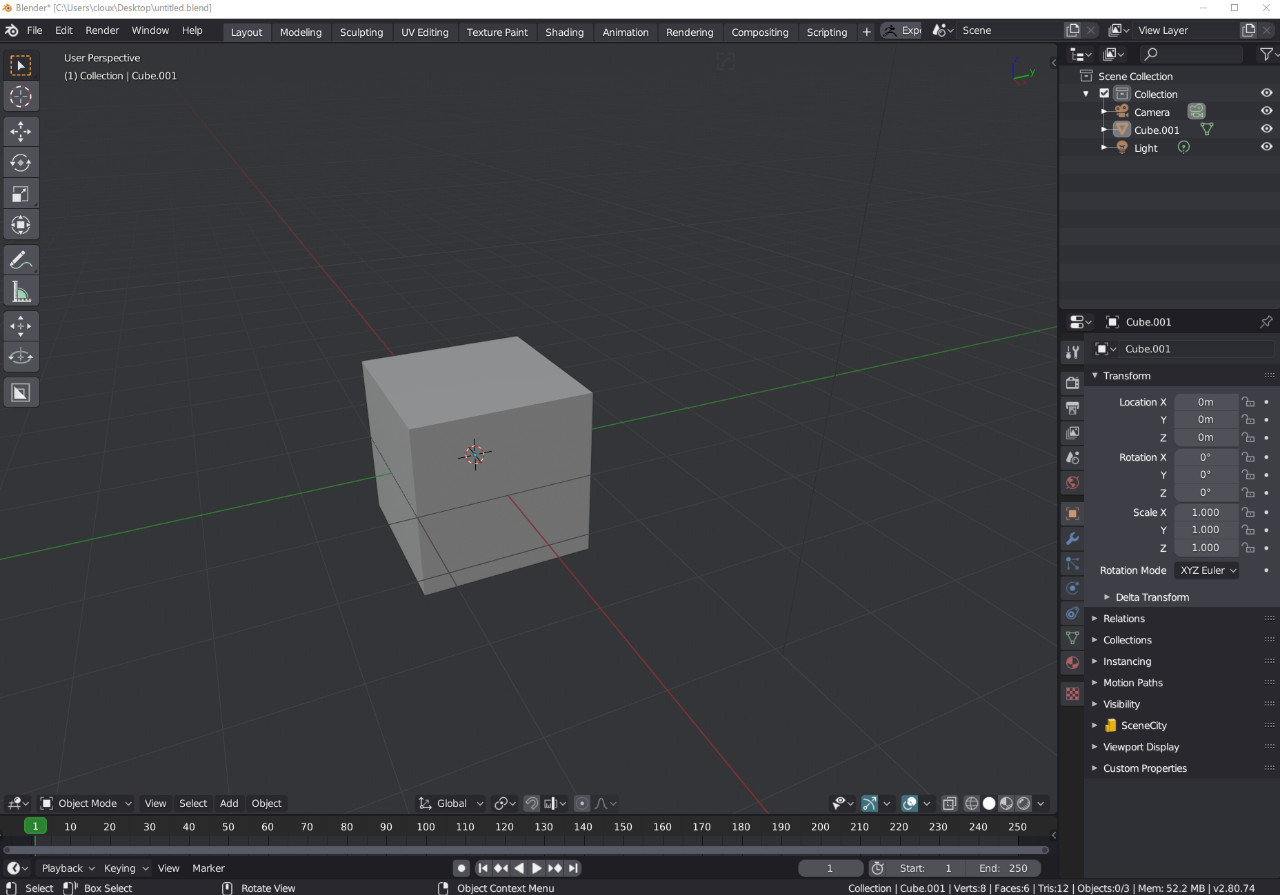 Blender* [C:\Users\cloux\Desktop\untitled.blend]
File Edit Render Window Help Layout Modeling Sculpting UV Editing Texture Paint Shading Animation Rendering Compositing Scripting + Exp Scene View Layer
User Perspective
(1) Collection | Cube.001
Y
Scene Collection
Collection
Camera
Cube.001
Light
Cube.001
Cube.001
Transform
Location X 0m
Y 0m
Z 0m
Rotation X 0°
Y 0°
Z 0°
Scale X 1.000
Y 1.000
Z 1.000
Rotation Mode XYZ Euler
Delta Transform
Relations
Collections
Instancing
Motion Paths
Visibility
SceneCity
Viewport Display
Custom Properties
Object Mode View Select Add Object Global
1 10 20 30 40 50 60 70 80 90 100 110 120 130 140 150 160 170 180 190 200 210 220 230 240 250
Playback Keying View Marker 1 Start: 1 End: 250
Select Box Select Rotate View Object Context Menu Collection | Cube.001 | Verts:8 | Faces:6 | Tris:12 | Objects:0/3 | Mem: 52.2 MB | v2.80.74